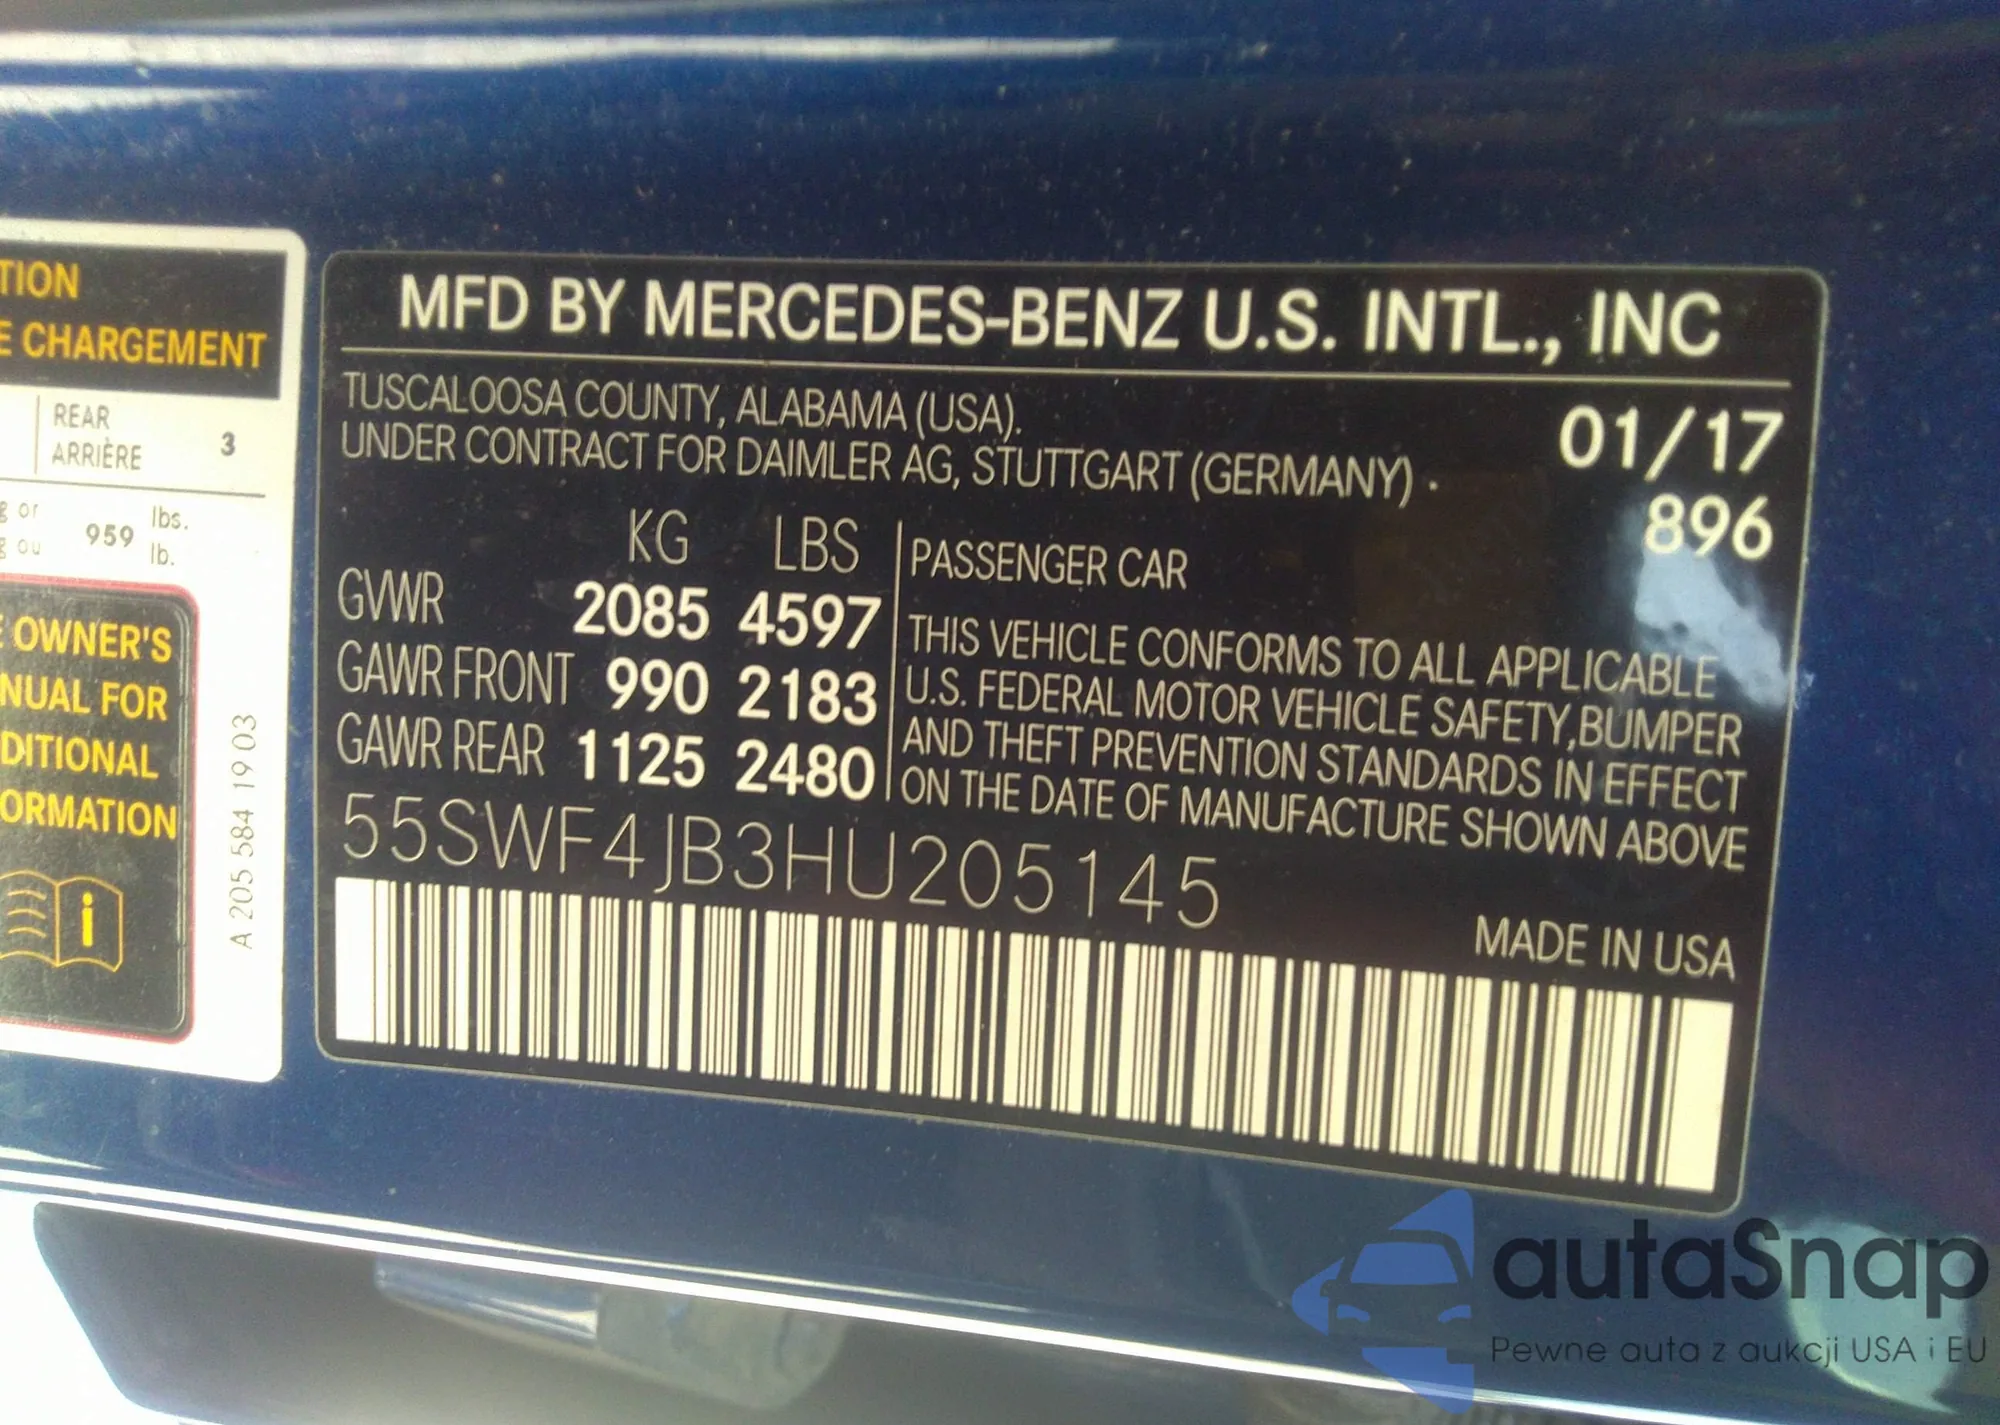 TION
E CHARGEMENT
REAR
ARRIÈRE 3
g or 959 lbs.
g ou lb.
E OWNER'S
NUAL FOR
DITIONAL
ORMATION
i
A 205 584 19 03
MFD BY MERCEDES-BENZ U.S. INTL., INC
TUSCALOOSA COUNTY, ALABAMA (USA).
UNDER CONTRACT FOR DAIMLER AG, STUTTGART (GERMANY) .
01/17
896
KG LBS
GVWR 2085 4597
GAWR FRONT 990 2183
GAWR REAR 1125 2480
PASSENGER CAR
THIS VEHICLE CONFORMS TO ALL APPLICABLE
U.S. FEDERAL MOTOR VEHICLE SAFETY,BUMPER
AND THEFT PREVENTION STANDARDS IN EFFECT
ON THE DATE OF MANUFACTURE SHOWN ABOVE
55SWF4JB3HU205145
MADE IN USA
autaSnap
Pewne auta z aukcji USA i EU